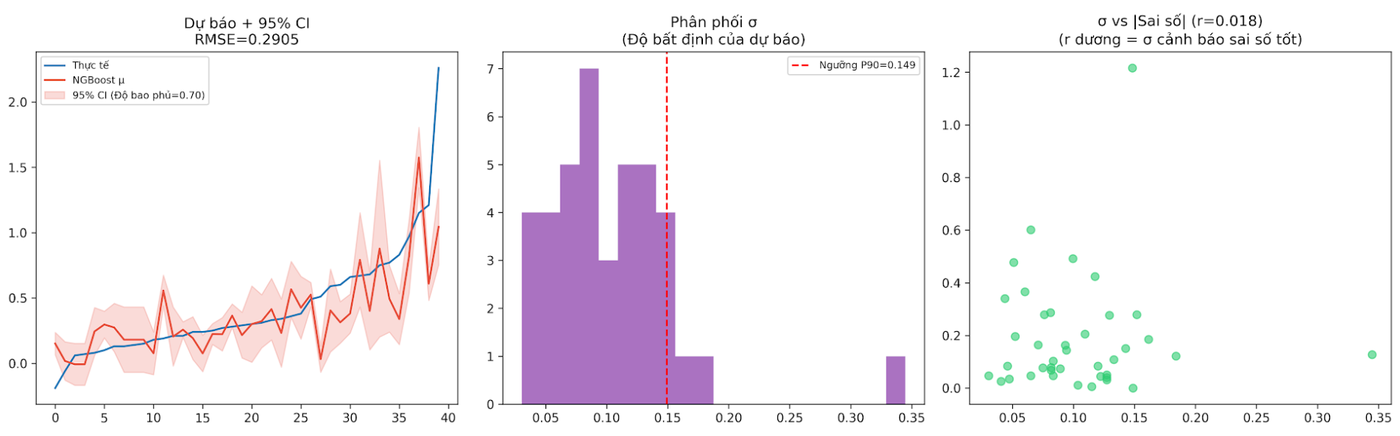 Dự báo + 95% CI
RMSE=0.2905
Thực tế
NGBoost μ
95% CI (Độ bao phủ=0.70)
2.0
1.5
1.0
0.5
0.0
0 5 10 15 20 25 30 35 40
Phân phối σ
(Độ bất định của dự báo)
Ngưỡng P90=0.149
7
6
5
4
3
2
1
0
0.05 0.10 0.15 0.20 0.25 0.30 0.35
σ vs |Sai số| (r=0.018)
(r dương = σ cảnh báo sai số tốt)
1.2
1.0
0.8
0.6
0.4
0.2
0.0
0.05 0.10 0.15 0.20 0.25 0.30 0.35